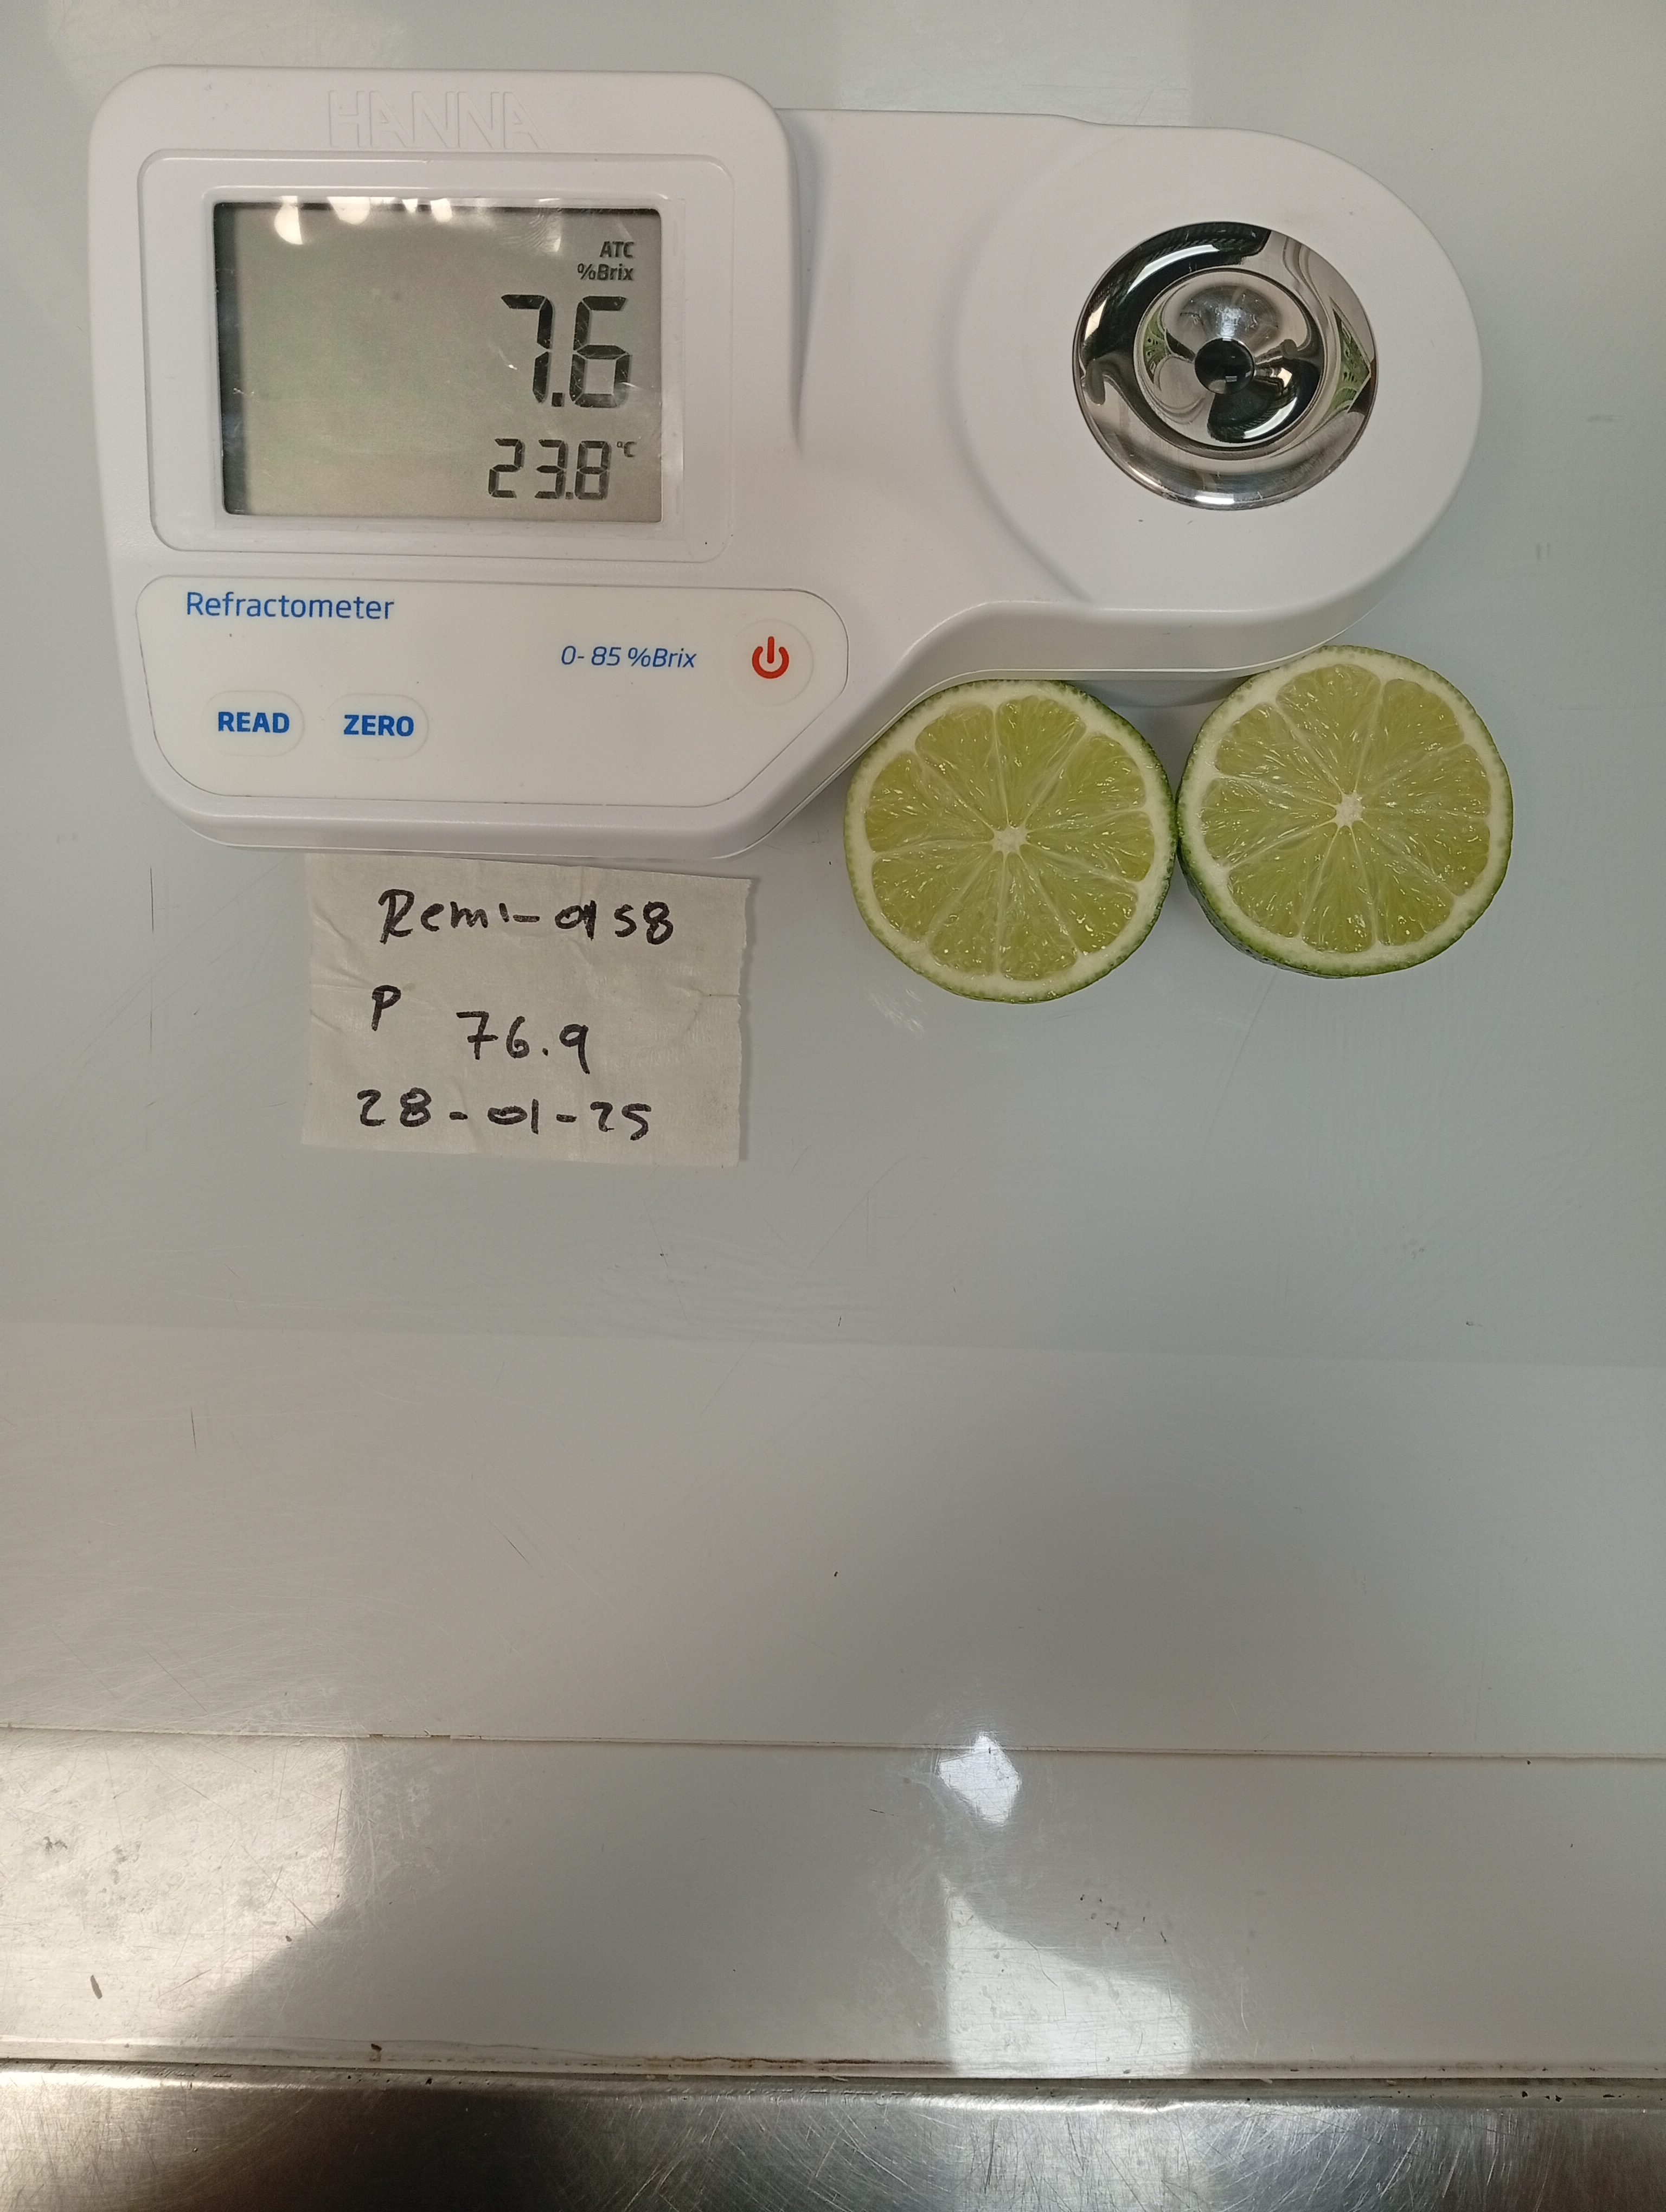 HANNA
ATC
%Brix
7.6
23.8°C
Refractometer
0-85 %Brix
READ
ZERO
Remi-0158
P
76.9
28-01-25